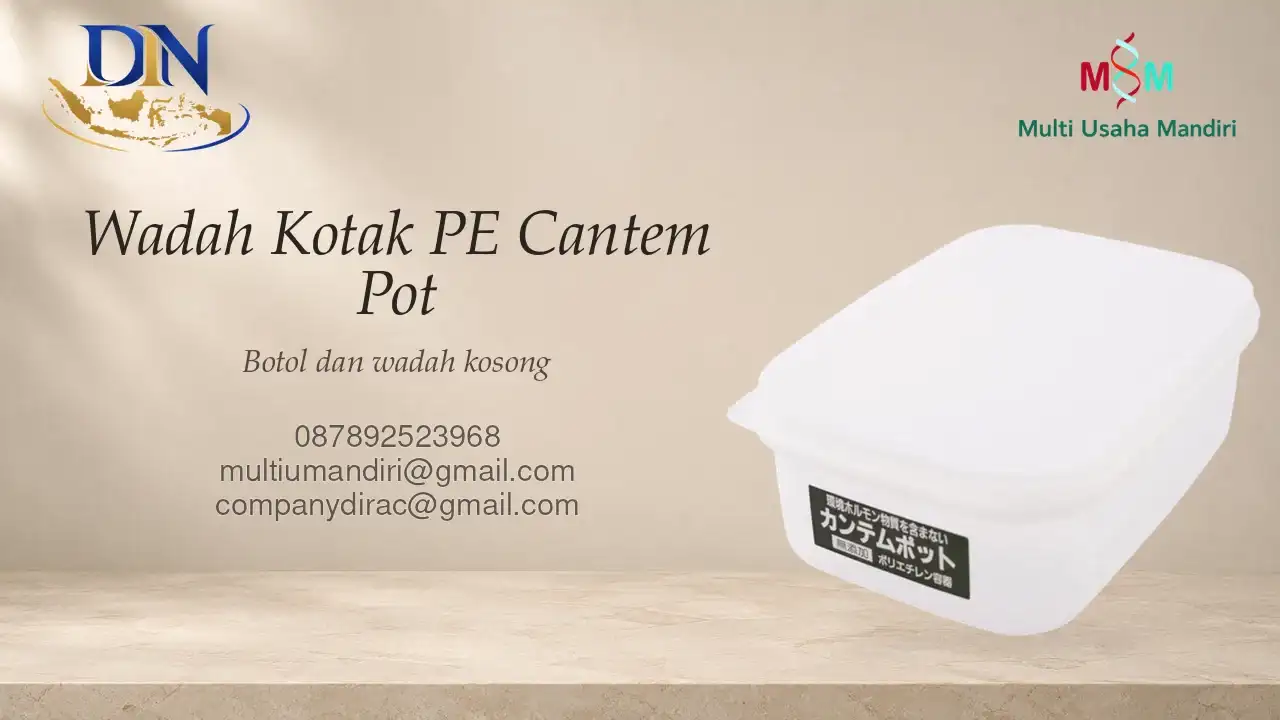 DIN
M M
Multi Usaha Mandiri
Wadah Kotak PE Cantem
Pot
Botol dan wadah kosong
087892523968
multiumandiri@gmail.com
companydirac@gmail.com
環境ホルモン物質を含まない
カンテムポット
無添加 ポリエチレン容器